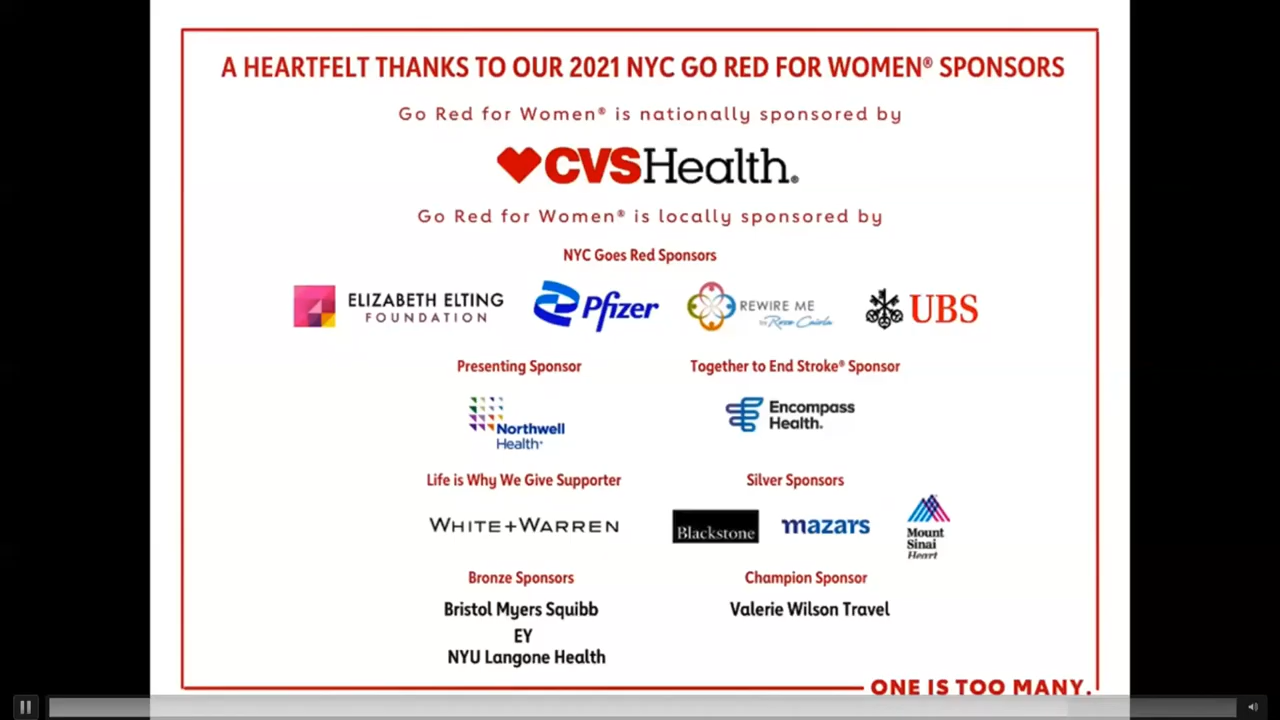 A HEARTFELT THANKS TO OUR 2021 NYC GO RED FOR WOMEN® SPONSORS
Go Red for Women® is nationally sponsored by
CVSHealth®
Go Red for Women® is locally sponsored by
NYC Goes Red Sponsors
ELIZABETH ELTING
FOUNDATION
Pfizer
REWIRE ME
by Rose Caiola
UBS
Presenting Sponsor
Together to End Stroke® Sponsor
Northwell
Health
Encompass
Health.
Life is Why We Give Supporter
Silver Sponsors
WHITE+WARREN
Blackstone
mazars
Mount
Sinai
Heart
Bronze Sponsors
Champion Sponsor
Bristol Myers Squibb
Valerie Wilson Travel
EY
NYU Langone Health
ONE IS TOO MANY.